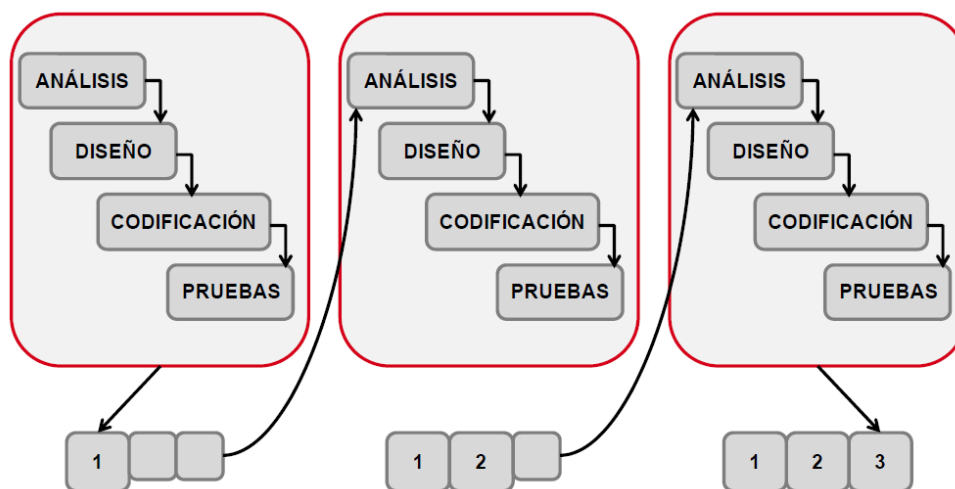 ANÁLISIS
DISEÑO
CODIFICACIÓN
PRUEBAS
ANÁLISIS
DISEÑO
CODIFICACIÓN
PRUEBAS
ANÁLISIS
DISEÑO
CODIFICACIÓN
PRUEBAS
1
1 2
1 2 3